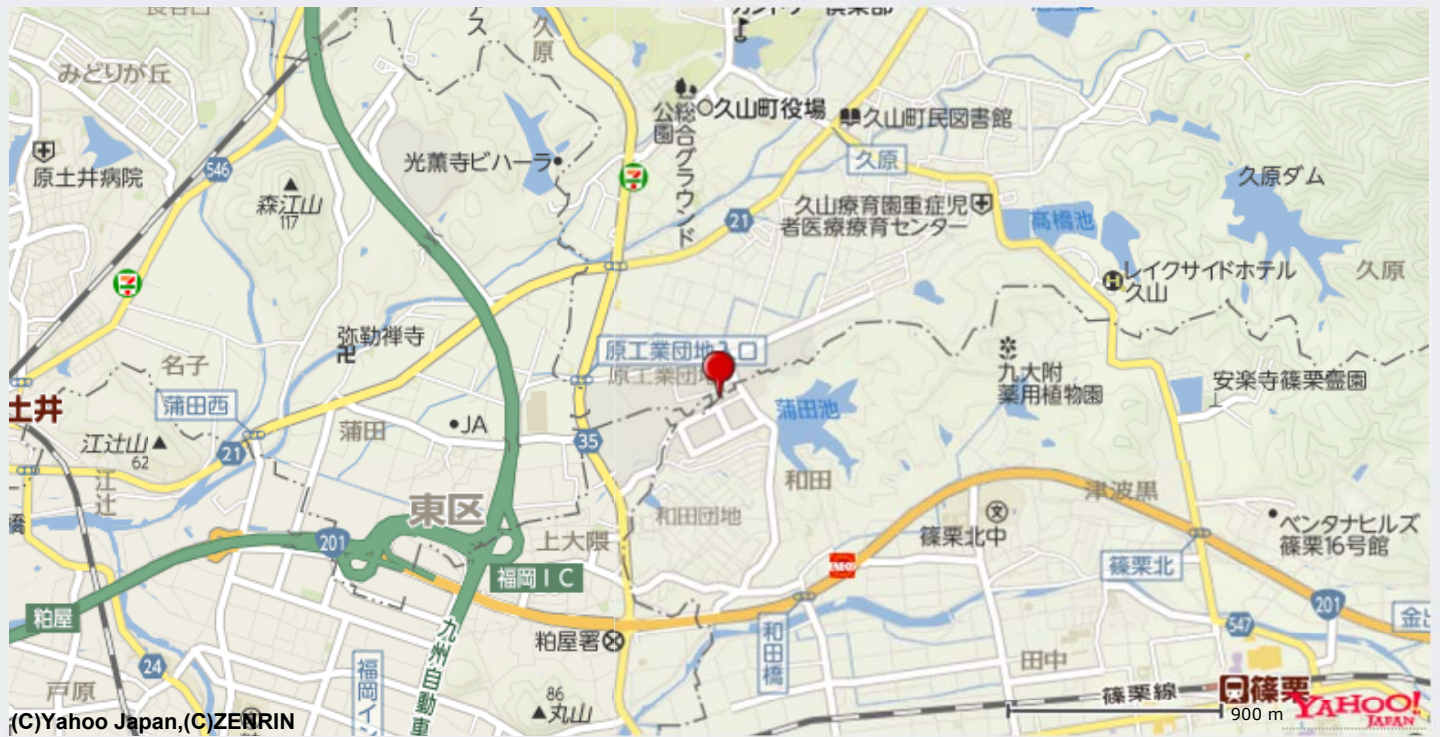 久原
みどりが丘
総合グラウンド
公園
久山町役場
久山町民図書館
原土井病院
546
光薫寺ビハーラ
久原
久原ダム
森江山
117
21
久山療育園重症児
者医療療育センター
高橋池
レイクサイドホテル
久山
久原
弥勒禅寺
原工業団地入口
名子
九大附
薬用植物園
安楽寺篠栗霊園
土井
蒲田西
蒲田
JA
蒲田池
35
江辻山
62
21
江辻
和田
津波黒
東区
和田団地
篠栗北中
ベンタナヒルズ
篠栗16号館
201
上大隈
福岡IC
ENEOS
篠栗北
粕屋
201
547
九州自動車
粕屋署
和田橋
24
福岡イン
田中
戸原
86
丸山
篠栗線
篠栗
900 m
YAHOO!
JAPAN
(C)Yahoo Japan,(C)ZENRIN